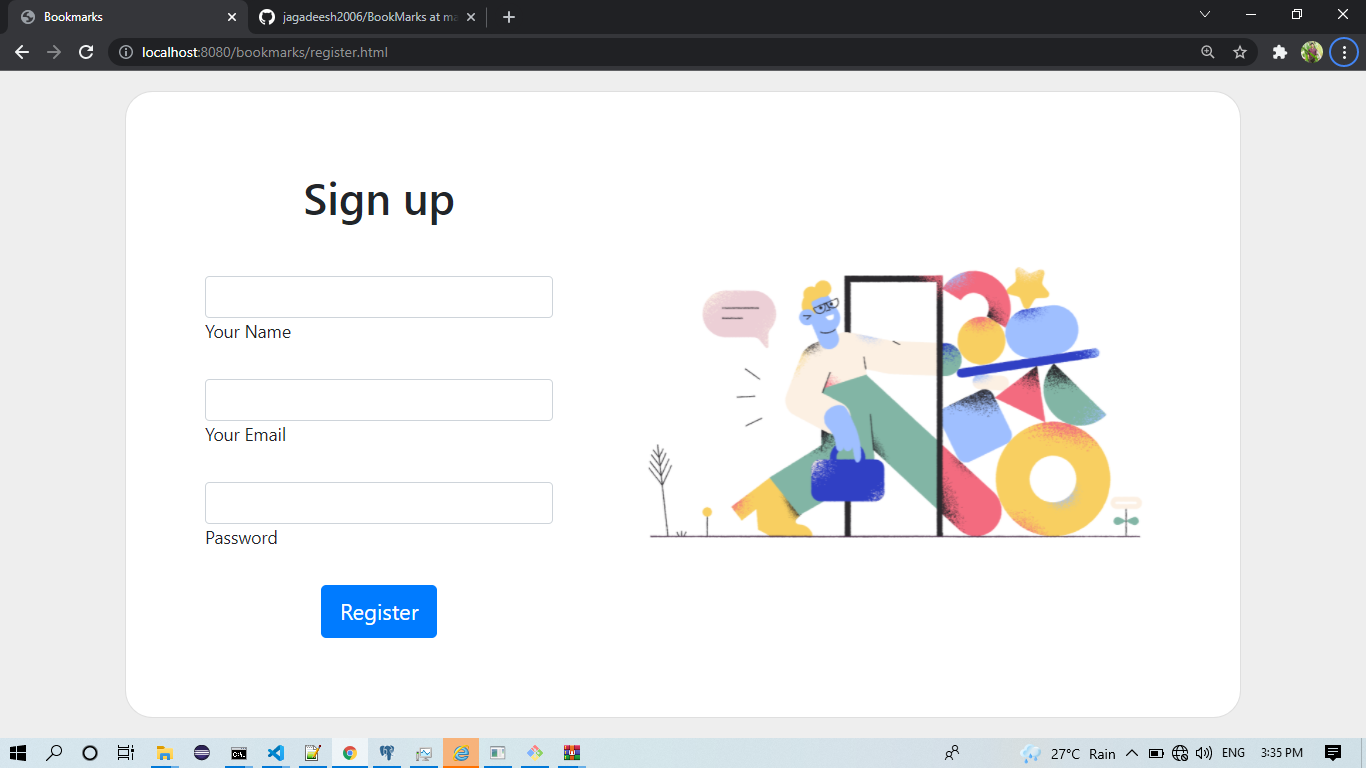 Bookmarks
jagadeesh2006/BookMarks at ma
localhost:8080/bookmarks/register.html
Sign up
Your Name
Your Email
Password
Register
27°C Rain
ENG
3:35 PM